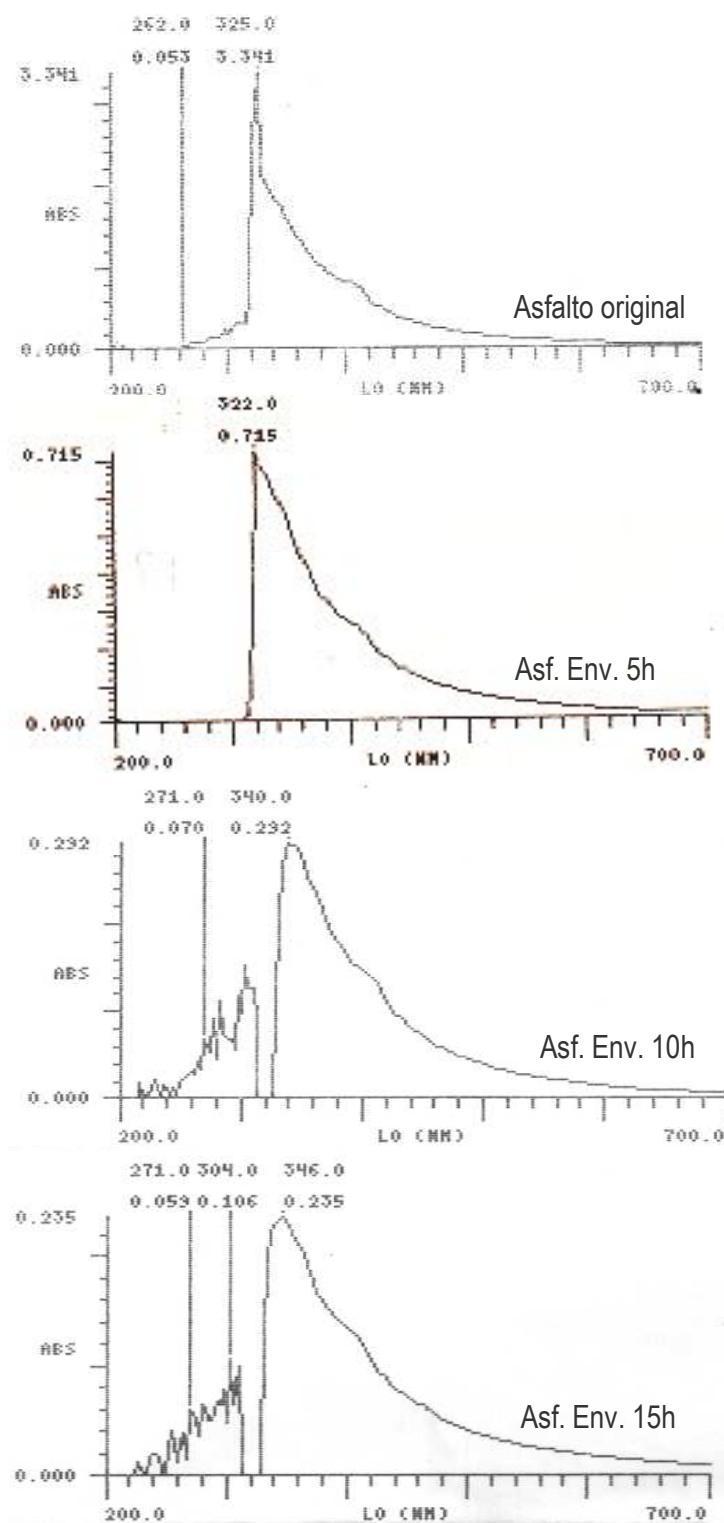 262.0 325.0
0.053 3.341
3.341
ABS
Asfalto original
0.000
200.0 LO (NM) 700.0
322.0
0.715
0.715
ABS
Asf. Env. 5h
0.000
200.0 LO (NM) 700.0
271.0 340.0
0.070 0.292
0.292
ABS
Asf. Env. 10h
0.000
200.0 LO (NM) 700.0
271.0 304.0 346.0
0.059 0.106 0.235
0.235
ABS
Asf. Env. 15h
0.000
200.0 LO (NM) 700.0